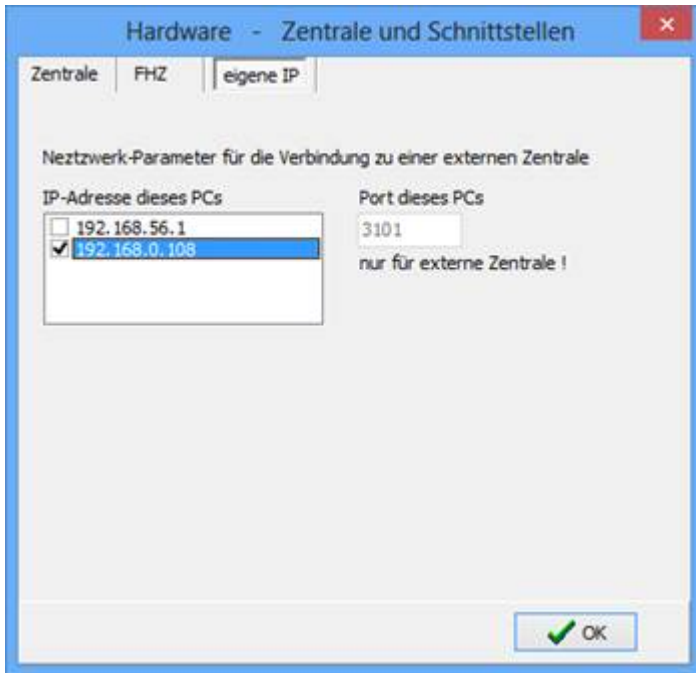 Hardware - Zentrale und Schnittstellen
Zentrale FHZ eigene IP
Neztzwerk-Parameter für die Verbindung zu einer externen Zentrale
IP-Adresse dieses PCs Port dieses PCs
192.168.56.1 3101
192.168.0.108
nur für externe Zentrale !
OK